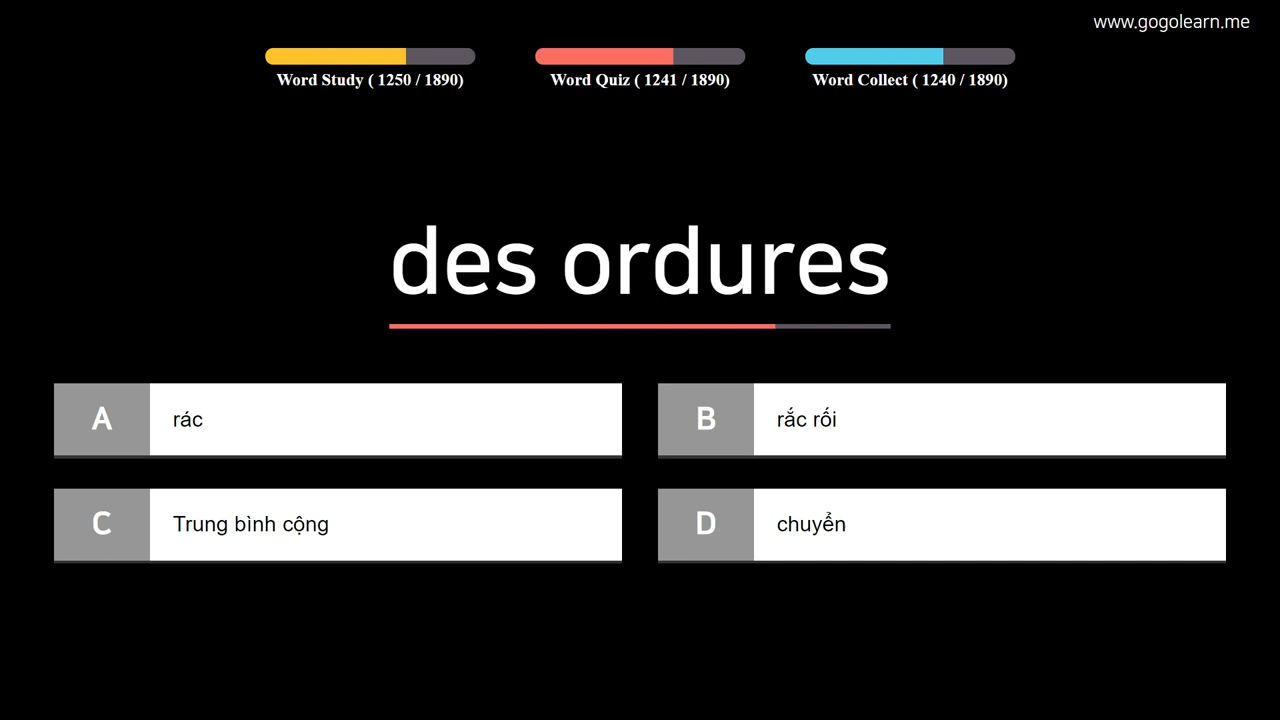 www.gogolearn.me
Word Study ( 1250 / 1890)
Word Quiz ( 1241 / 1890)
Word Collect ( 1240 / 1890)
des ordures
A rác
B rắc rối
C Trung bình cộng
D chuyển